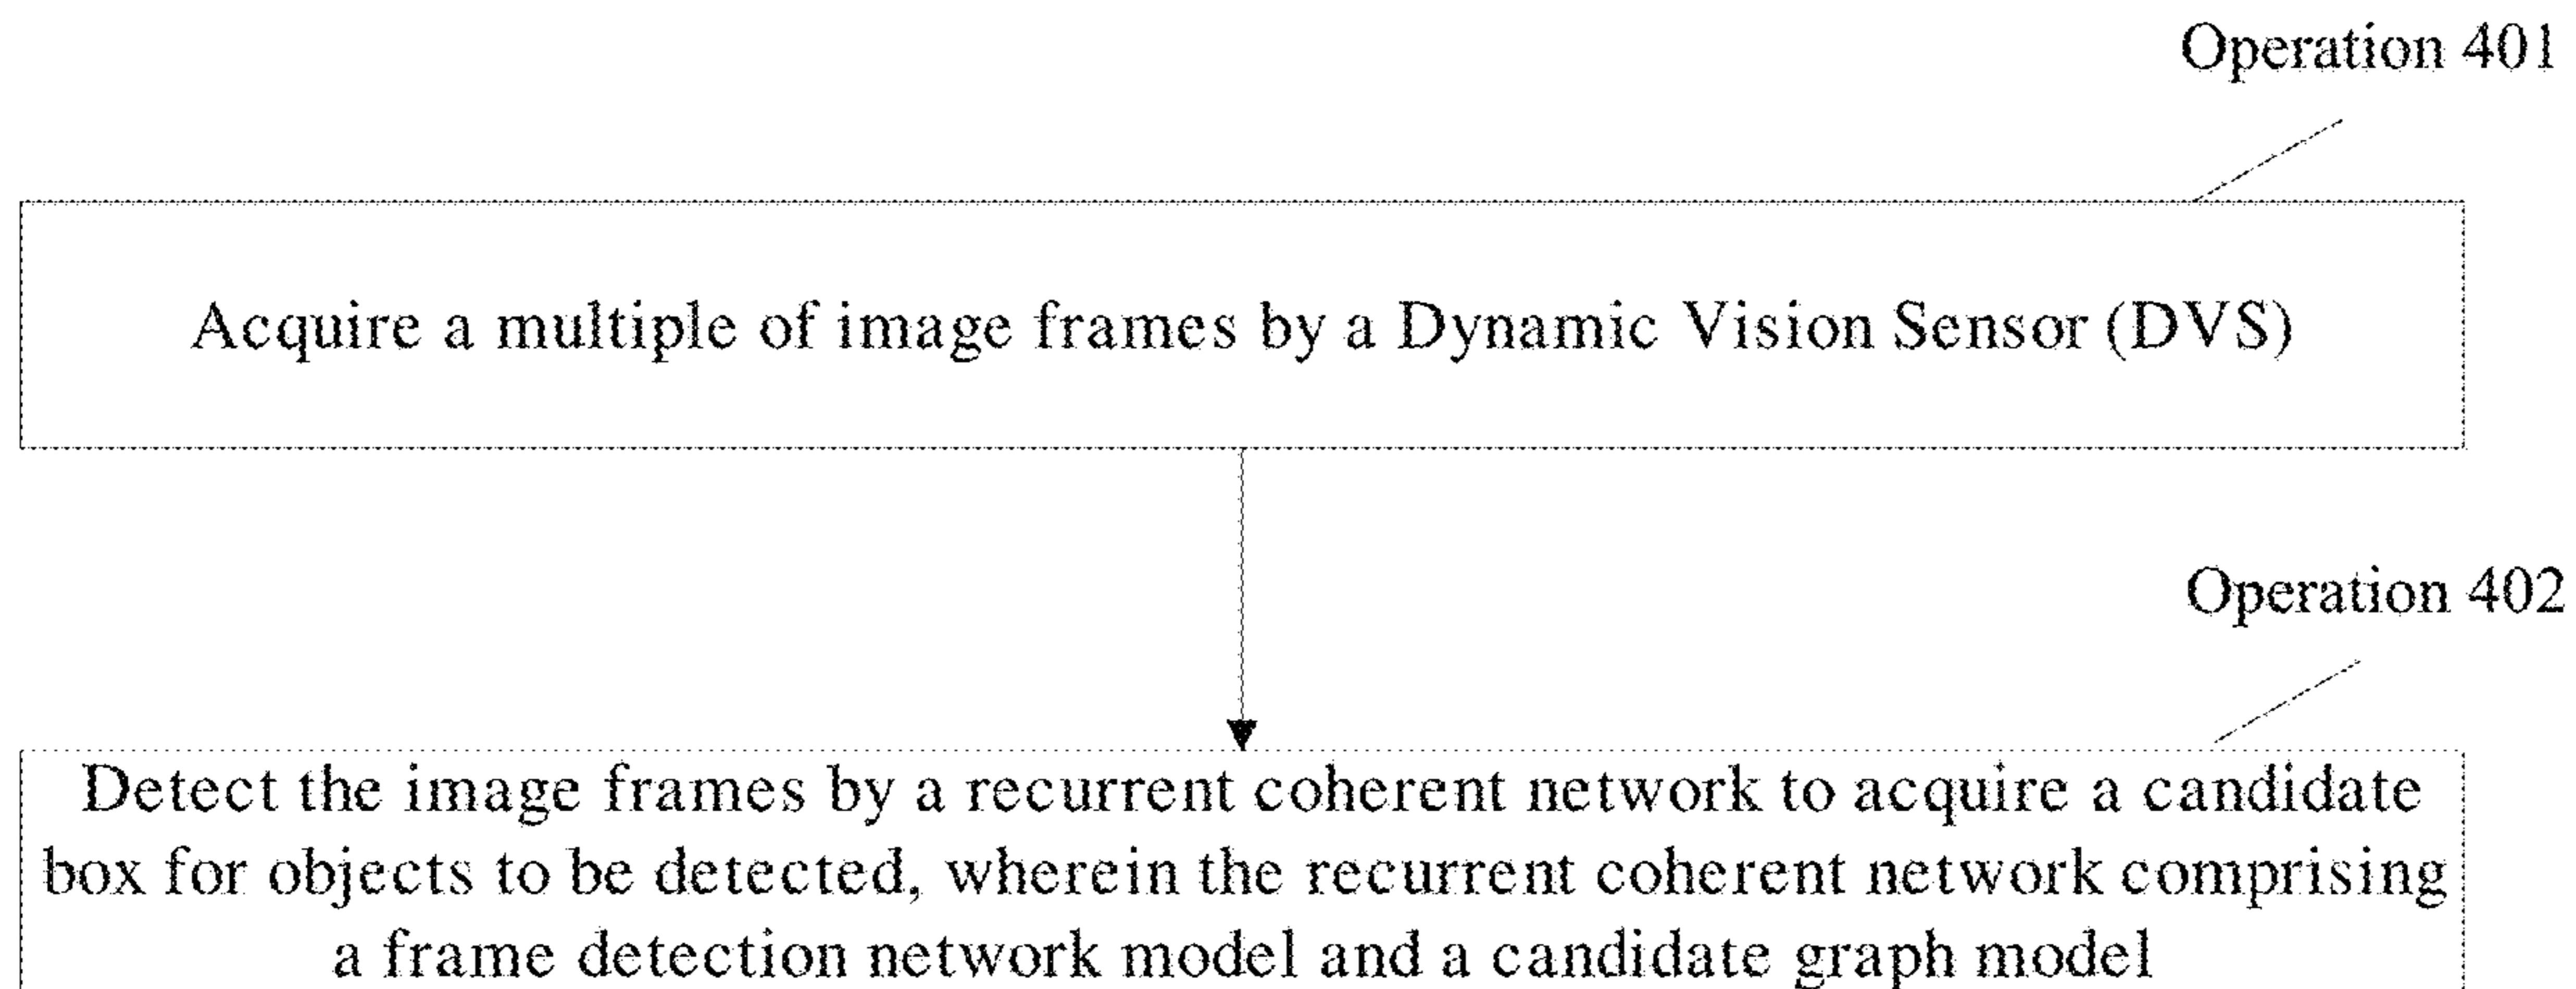 Operation 401
Acquire a multiple of image frames by a Dynamic Vision Sensor (DVS)
Operation 402
Detect the image frames by a recurrent coherent network to acquire a candidate
box for objects to be detected, wherein the recurrent coherent network comprising
a frame detection network model and a candidate graph model